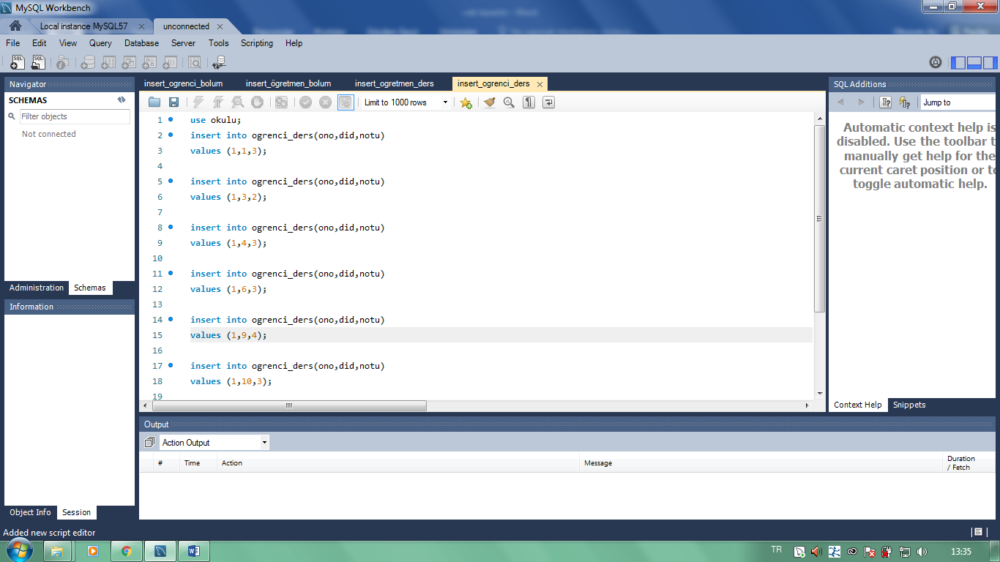 MySQL Workbench
Local instance MySQL57
unconnected
File Edit View Query Database Server Tools Scripting Help
Navigator
SCHEMAS
Filter objects
Not connected
Administration Schemas
Information
Object Info Session
insert_ogrenci_bolum insert_ögretmen_bolum insert_ogretmen_ders insert_ogrenci_ders
Limit to 1000 rows
1 use okulu;
2 insert into ogrenci_ders(ono,did,notu)
3 values (1,1,3);
4
5 insert into ogrenci_ders(ono,did,notu)
6 values (1,3,2);
7
8 insert into ogrenci_ders(ono,did,notu)
9 values (1,4,3);
10
11 insert into ogrenci_ders(ono,did,notu)
12 values (1,6,3);
13
14 insert into ogrenci_ders(ono,did,notu)
15 values (1,9,4);
16
17 insert into ogrenci_ders(ono,did,notu)
18 values (1,10,3);
19
SQL Additions
Jump to
Automatic context help is
disabled. Use the toolbar t
manually get help for the
current caret position or to
toggle automatic help.
Context Help Snippets
Output
Action Output
# Time Action Message Duration
/ Fetch
Added new script editor
TR
13:35